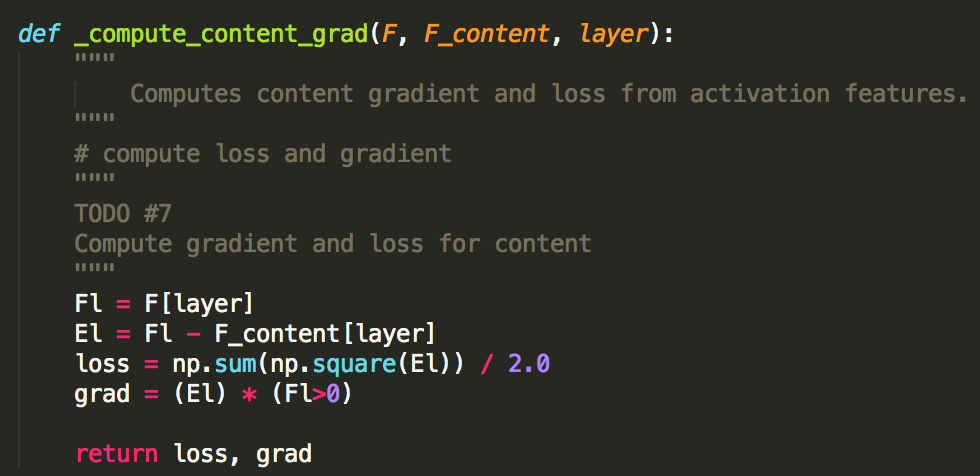 def _compute_content_grad(F, F_content, layer):
    """
        Computes content gradient and loss from activation features.
    """
    # compute loss and gradient
    """
    TODO #7
    Compute gradient and loss for content
    """
    Fl = F[layer]
    El = Fl - F_content[layer]
    loss = np.sum(np.square(El)) / 2.0
    grad = (El) * (Fl>0)

    return loss, grad